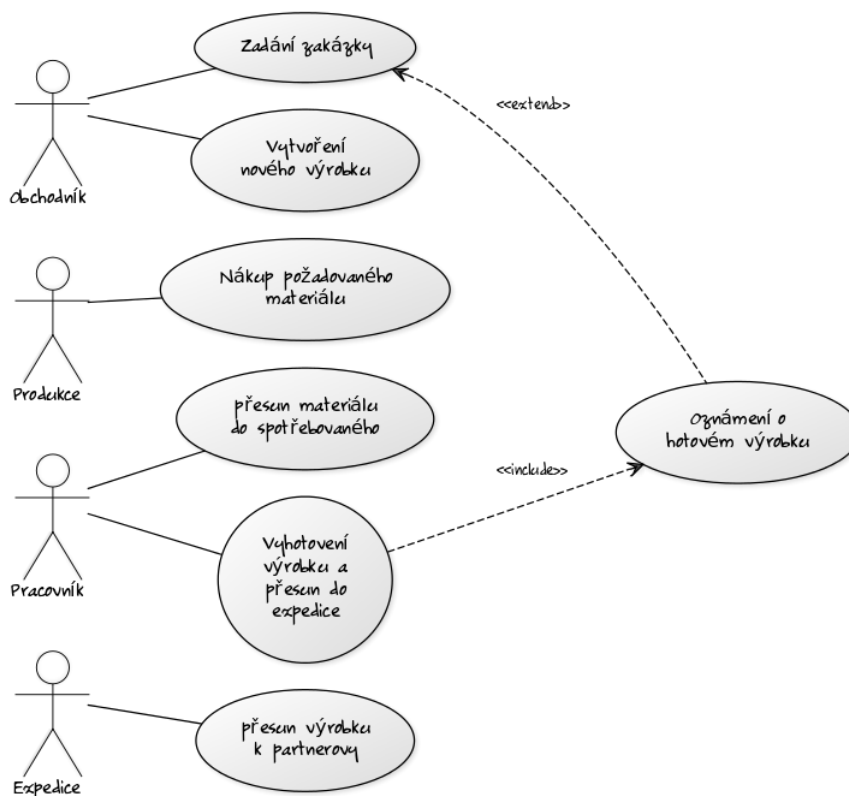 Zadání zakázky
<<extend>>
Vytvoření
nového výrobku
Obchodník
Nákup požadovaného
materiálu
Produkce
přesun materiálu
do spotřebovaného
Oznámení o
hotovém výrobku
<<include>>
Vyhotovení
výrobku a
přesun do
expedice
Pracovník
přesun výrobku
k partnerovy
Expedice